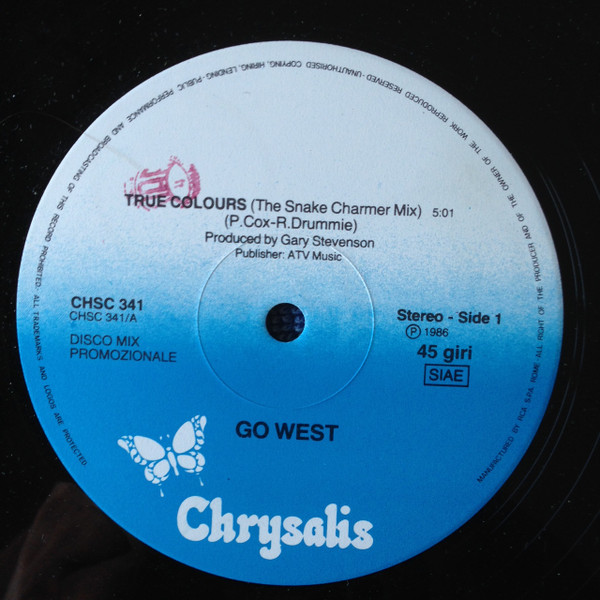 TRUE COLOURS (The Snake Charmer Mix) 5:01
(P.Cox-R.Drummie)
Produced by Gary Stevenson
Publisher: ATV Music
CHSC 341
CHSC 341/A
DISCO MIX
PROMOZIONALE
Stereo - Side 1
Ⓟ 1986
45 giri
SIAE
GO WEST
Chrysalis
MANUFACTURED BY RCA S.P.A. ROME - ALL RIGHT OF THE PRODUCER AND OF THE OWNER OF THE WORK REPRODUCED RESERVED - UNAUTHORISED COPYING, HIRING, LENDING - PUBLIC PERFORMANCE AND BROADCASTING OF THIS RECORD PROHIBITED - ALL TRADEMARKS AND LOGOS ARE PROTECTED